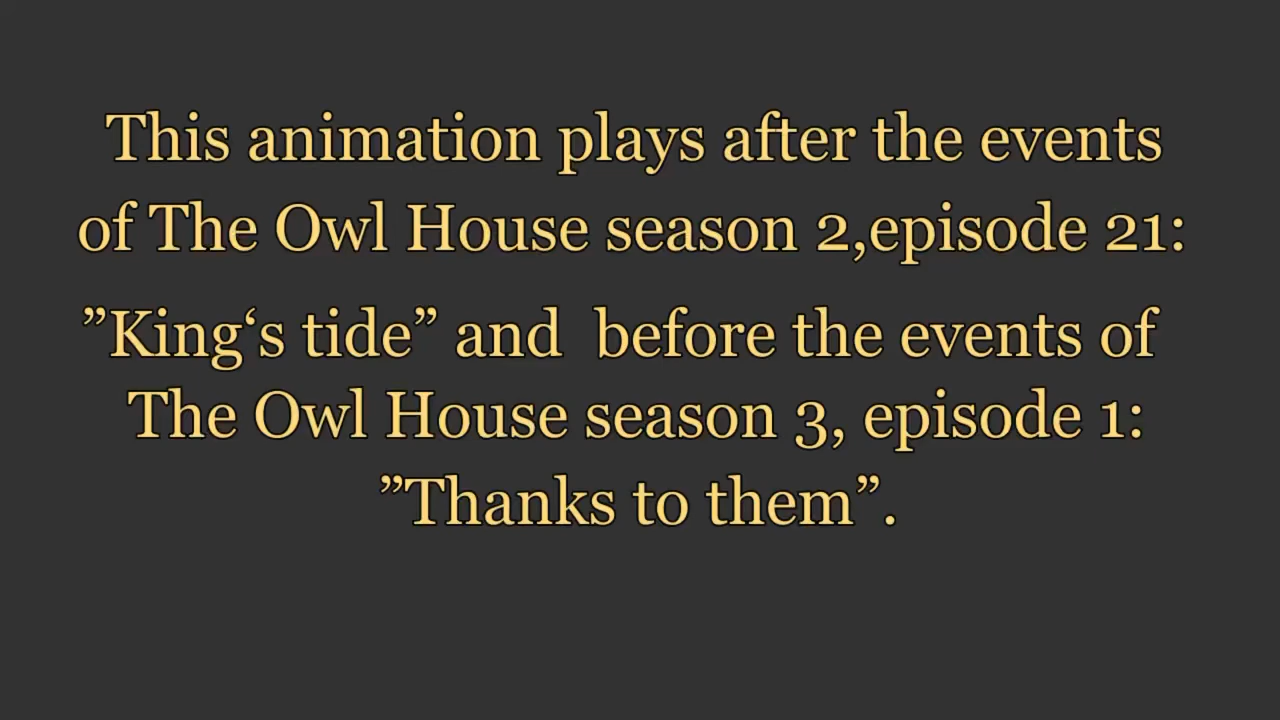 This animation plays after the events
of The Owl House season 2,episode 21:
”King‘s tide” and  before the events of
The Owl House season 3, episode 1:
”Thanks to them”.